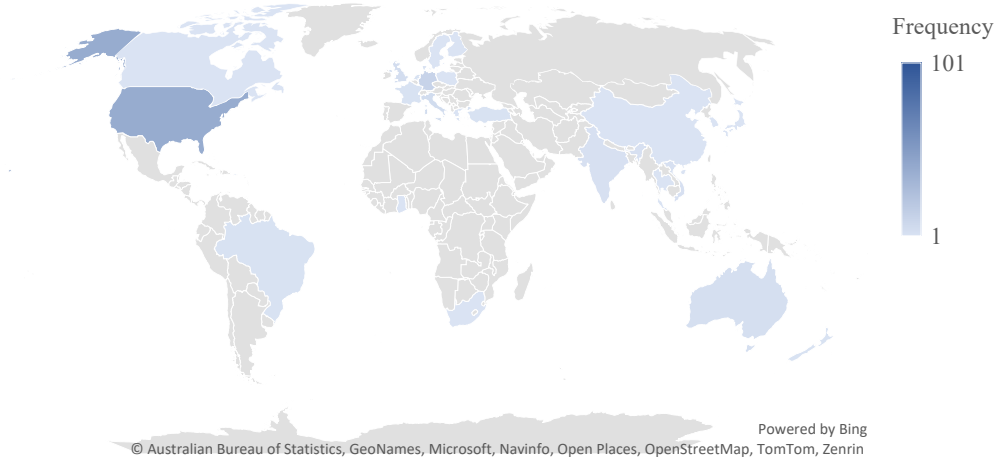 Frequency
101
1
Powered by Bing
© Australian Bureau of Statistics, GeoNames, Microsoft, Navinfo, Open Places, OpenStreetMap, TomTom, Zenrin